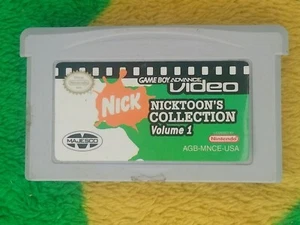 GAME BOY ADVANCE
Video
NICK
NICKTOON'S
COLLECTION
Volume 1
MAJESCO
Nintendo
AGB-MNCE-USA